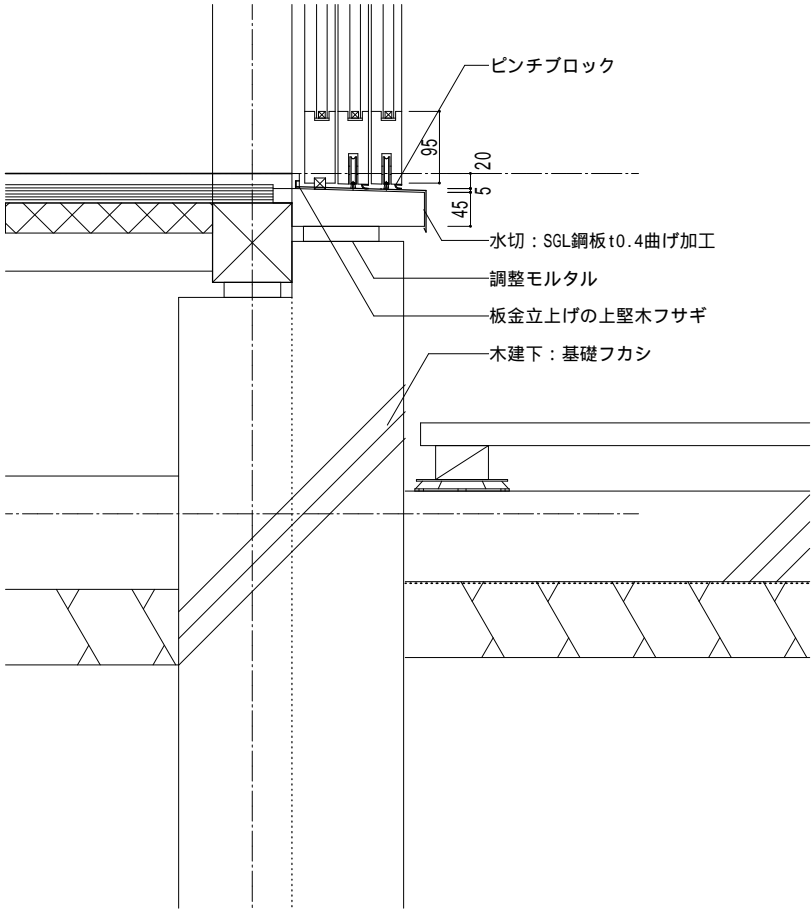 ピンチブロック
95
20
5
45
水切：SGL鋼板t0.4曲げ加工
調整モルタル
板金立上げの上堅木フサギ
木建下：基礎フカシ